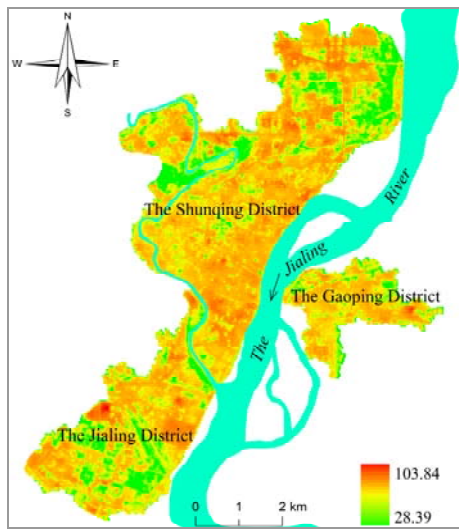 N
W E
S
The Shunqing District
River
Jialing
The
The Gaoping District
The Jialing District
103.84
28.39
0 1 2 km